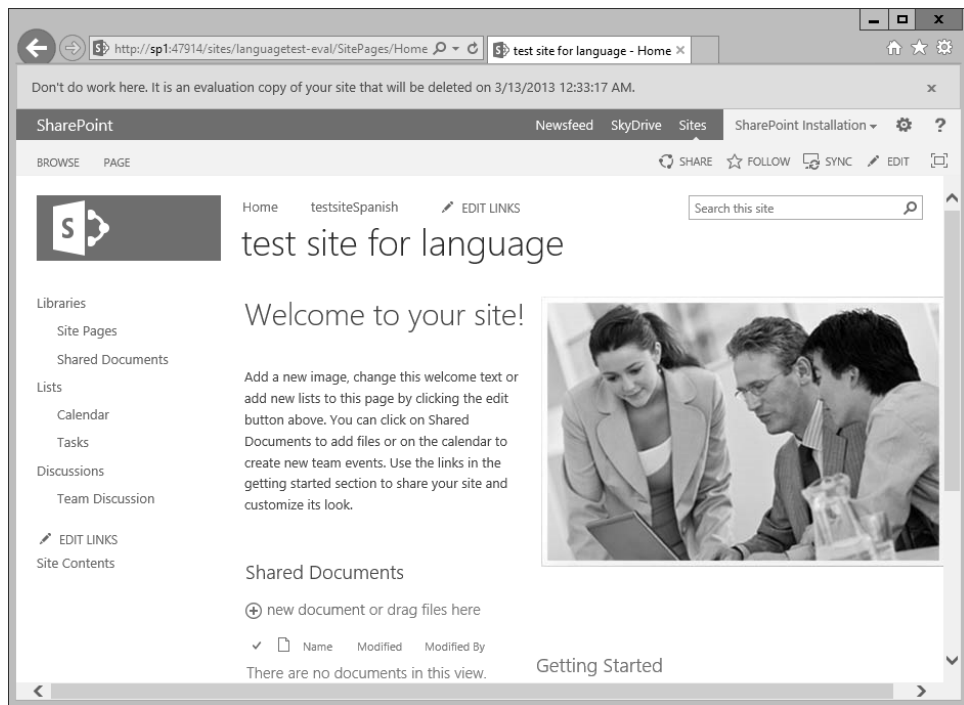 http://sp1:47914/sites/languagetest-eval/SitePages/Home
test site for language - Home
Don't do work here. It is an evaluation copy of your site that will be deleted on 3/13/2013 12:33:17 AM.
SharePoint
Newsfeed SkyDrive Sites SharePoint Installation ?
BROWSE PAGE
SHARE FOLLOW SYNC EDIT
S
Home testsiteSpanish EDIT LINKS
Search this site
test site for language
Libraries
Site Pages
Shared Documents
Lists
Calendar
Tasks
Discussions
Team Discussion
EDIT LINKS
Site Contents
Welcome to your site!
Add a new image, change this welcome text or
add new lists to this page by clicking the edit
button above. You can click on Shared
Documents to add files or on the calendar to
create new team events. Use the links in the
getting started section to share your site and
customize its look.
Shared Documents
new document or drag files here
Name Modified Modified By
There are no documents in this view.
Getting Started